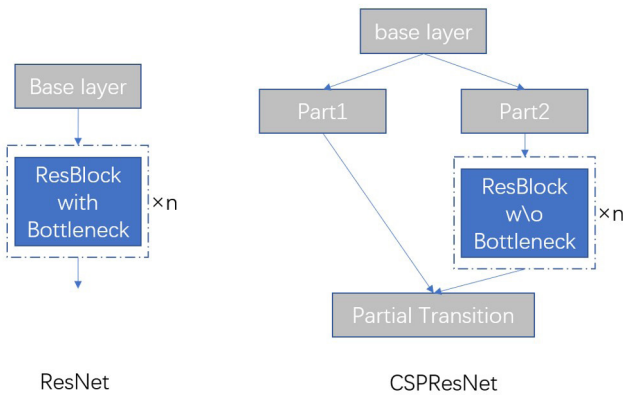 Base layer
ResBlock
with
Bottleneck
×n
ResNet
base layer
Part1
Part2
ResBlock
w\o
Bottleneck
×n
Partial Transition
CSPResNet